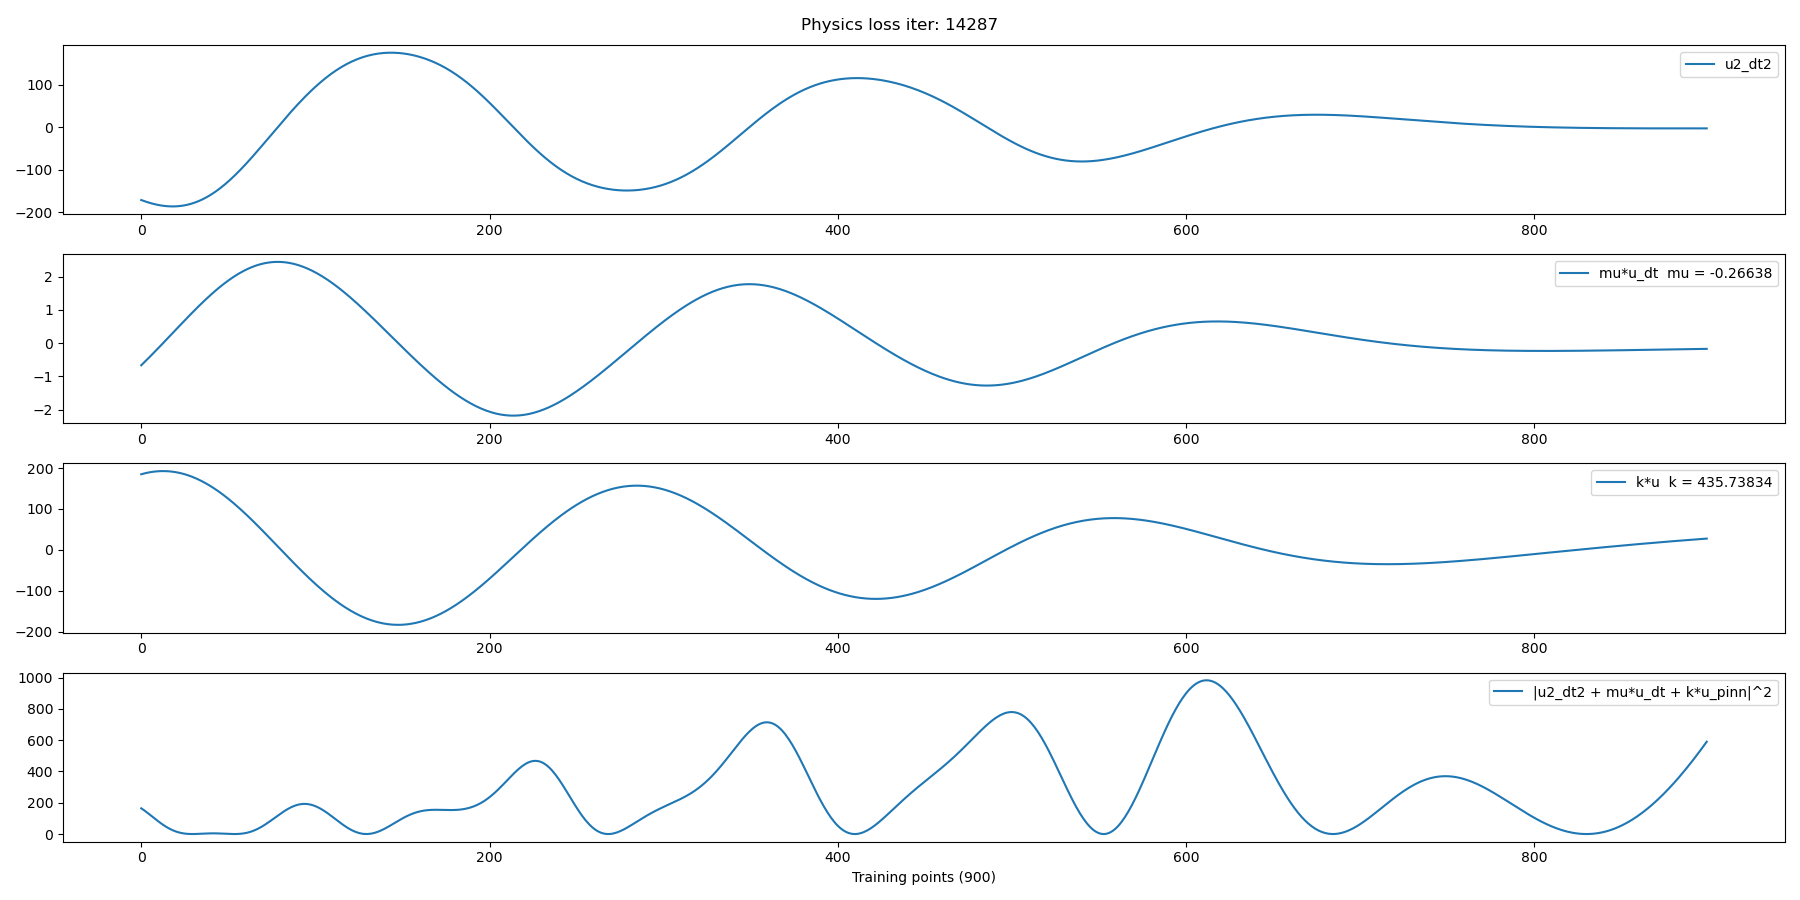 Physics loss iter: 14287
u2_dt2
100
0
−100
−200
0 200 400 600 800
mu*u_dt  mu = -0.26638
2
1
0
−1
−2
0 200 400 600 800
k*u  k = 435.73834
200
100
0
−100
−200
0 200 400 600 800
|u2_dt2 + mu*u_dt + k*u_pinn|^2
1000
800
600
400
200
0
0 200 400 600 800
Training points (900)